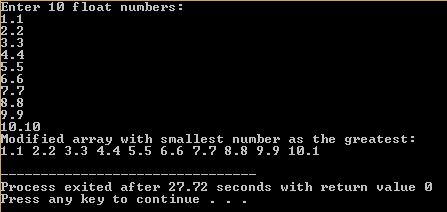 Enter 10 float numbers:
1.1
2.2
3.3
4.4
5.5
6.6
7.7
8.8
9.9
10.10
Modified array with smallest number as the greatest:
1.1 2.2 3.3 4.4 5.5 6.6 7.7 8.8 9.9 10.1
--------------------------------
Process exited after 27.72 seconds with return value 0
Press any key to continue . . .